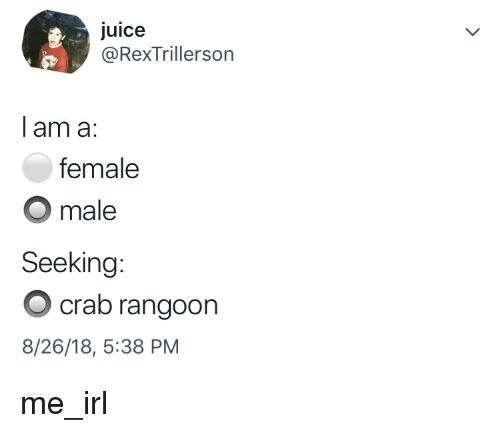 juice
@RexTrillerson
I am a:
female
male
Seeking:
crab rangoon
8/26/18, 5:38 PM
me_irl